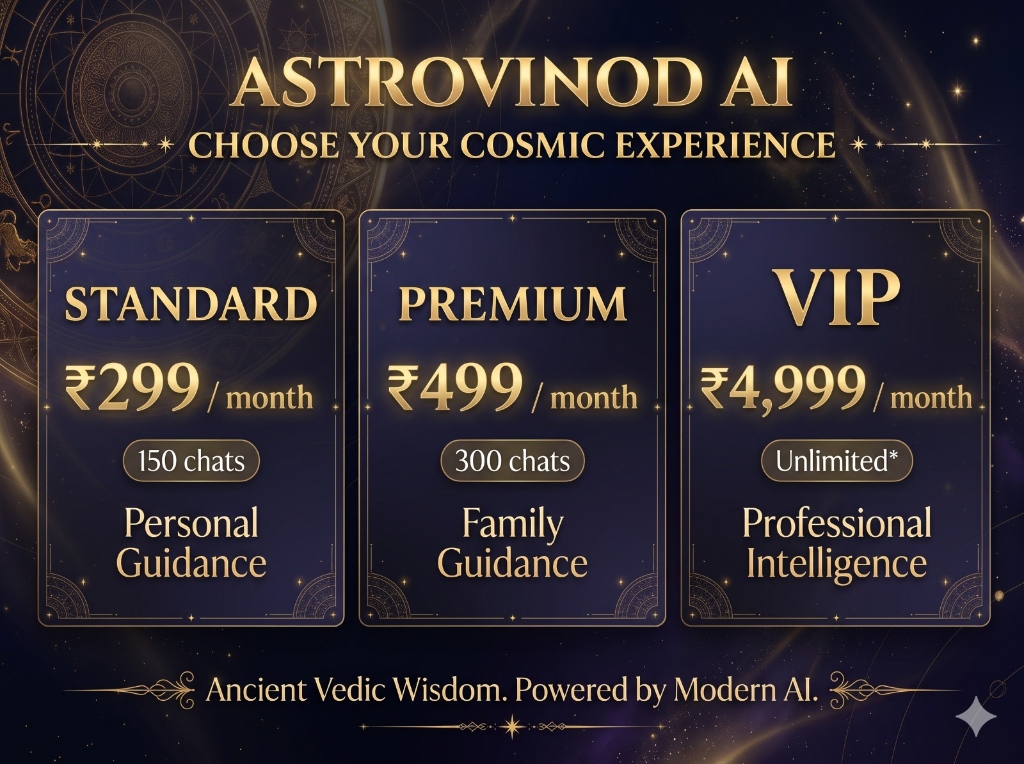 ASTROVINOD AI
CHOOSE YOUR COSMIC EXPERIENCE
STANDARD
₹299 / month
150 chats
Personal
Guidance
PREMIUM
₹499 / month
300 chats
Family
Guidance
VIP
₹4,999 / month
Unlimited*
Professional
Intelligence
Ancient Vedic Wisdom. Powered by Modern AI.